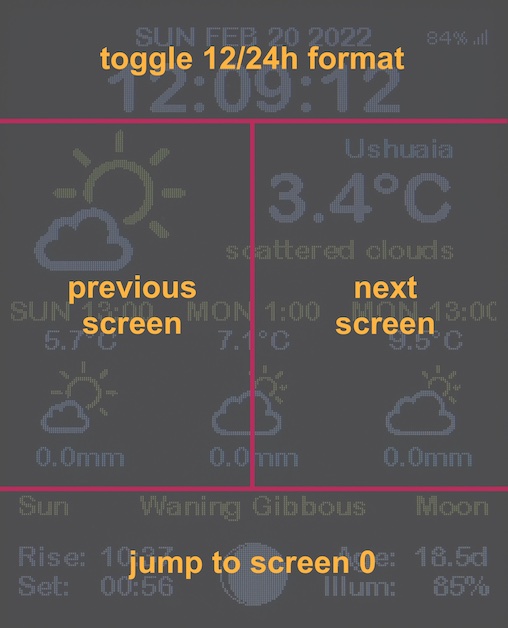 SUN FEB 20 2022 84%
toggle 12/24h format
12:09:12
Ushuaia
3.4°C
scattered clouds
previous screen
next screen
SUN 13:00 MON 1:00 MON 13:00
5.7°C 7.1°C 9.5°C
0.0mm 0.0mm 0.0mm
Sun Waning Gibbous Moon
Rise: 10:37 Age: 18.5d
jump to screen 0
Set: 00:56 Illum: 85%